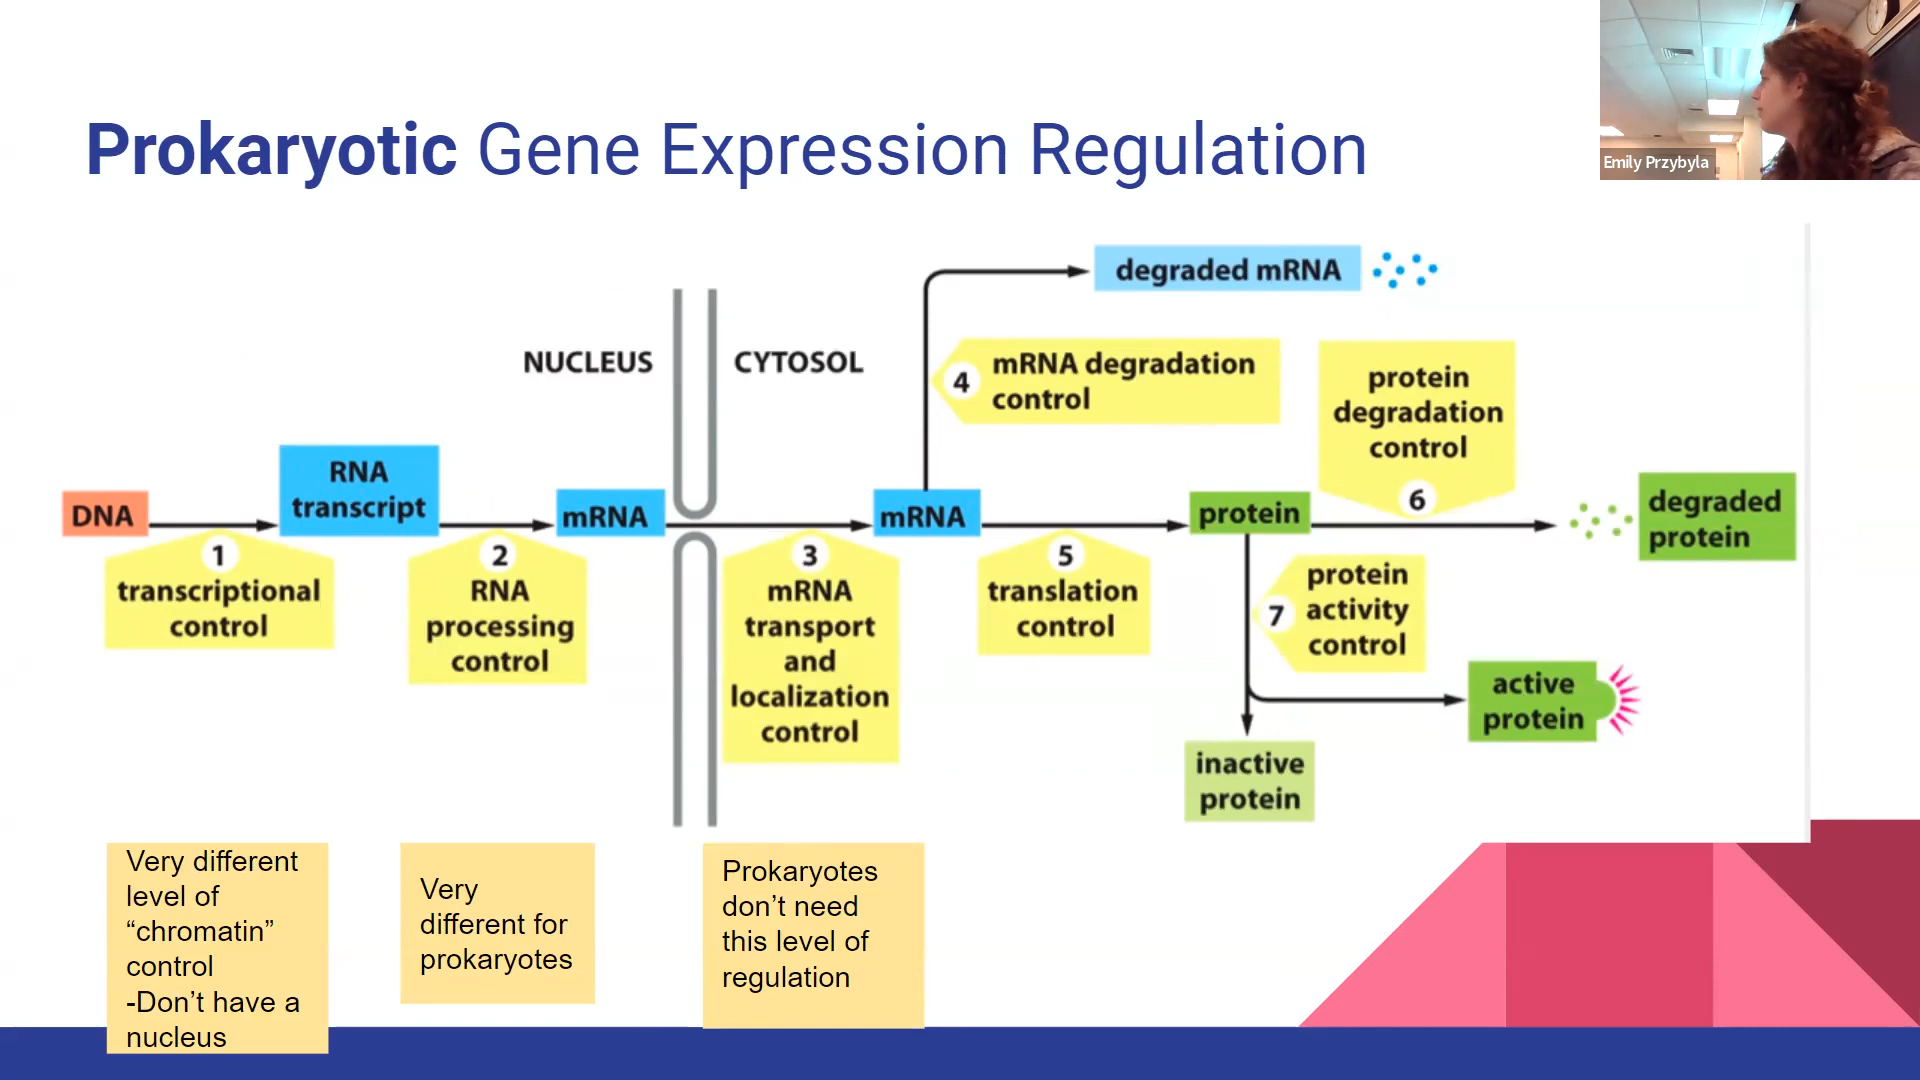 Prokaryotic Gene Expression Regulation
Emily Przybyla
degraded mRNA
NUCLEUS
CYTOSOL
4
mRNA degradation
control
protein
degradation
control
6
DNA
RNA
transcript
mRNA
mRNA
protein
degraded
protein
1
transcriptional
control
2
RNA
processing
control
3
mRNA
transport
and
localization
control
5
translation
control
7
protein
activity
control
active
protein
inactive
protein
Very different
level of
“chromatin”
control
-Don’t have a
nucleus
Very
different for
prokaryotes
Prokaryotes
don’t need
this level of
regulation